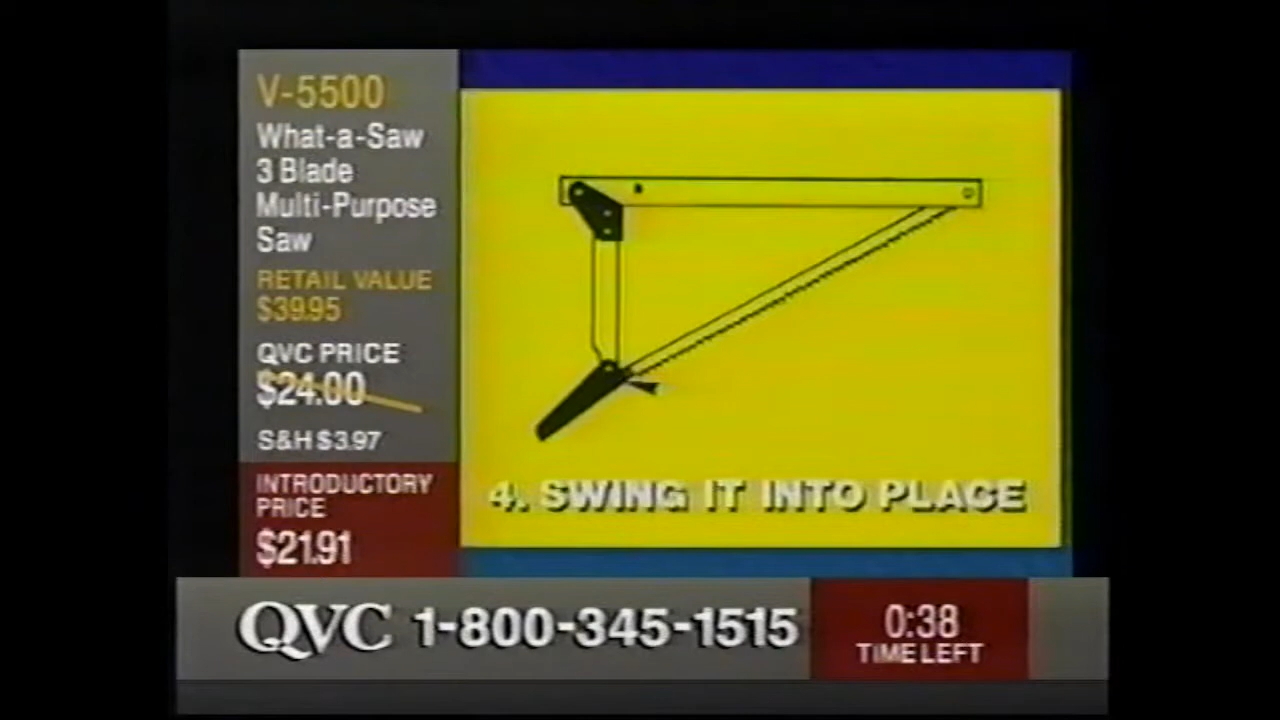 V-5500
What-a-Saw
3 Blade
Multi-Purpose
Saw
RETAIL VALUE
$39.95
QVC PRICE
$24.00
S&H $3.97
INTRODUCTORY
PRICE
$21.91
4. SWING IT INTO PLACE
QVC 1-800-345-1515
0:38
TIME LEFT